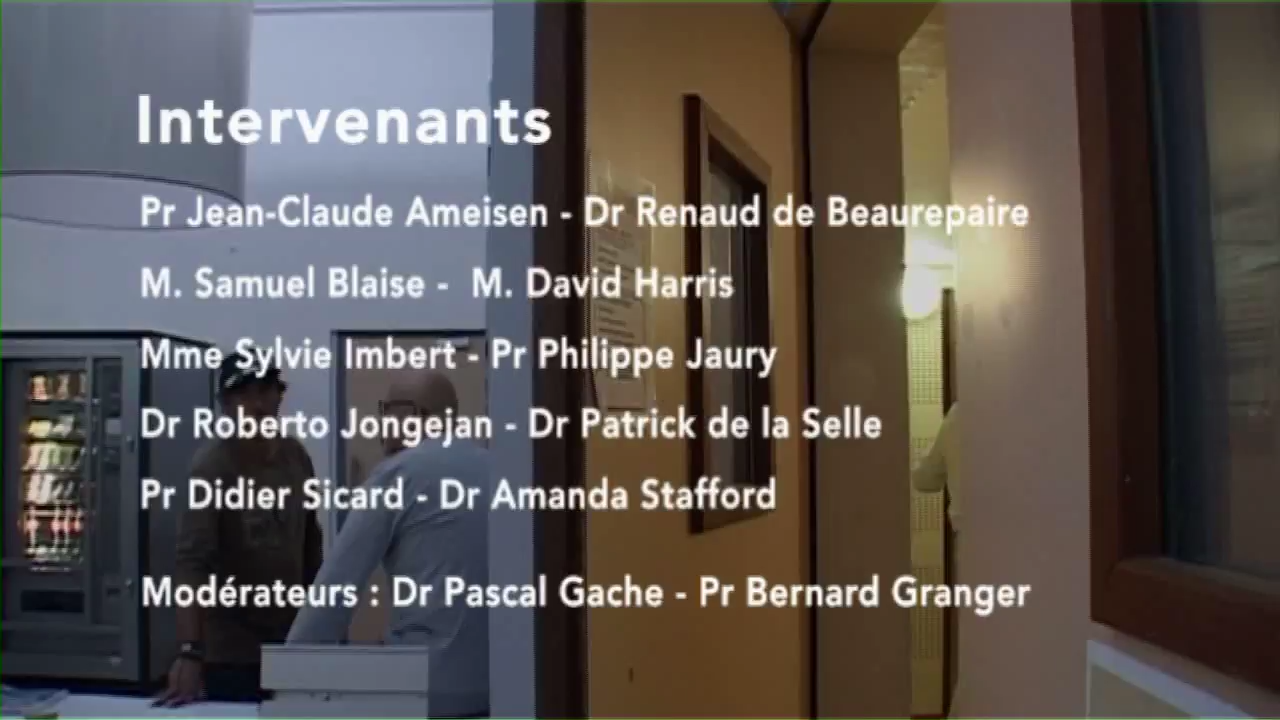 Intervenants
Pr Jean-Claude Ameisen - Dr Renaud de Beaurepaire
M. Samuel Blaise - M. David Harris
Mme Sylvie Imbert - Pr Philippe Jaury
Dr Roberto Jongejan - Dr Patrick de la Selle
Pr Didier Sicard - Dr Amanda Stafford
Modérateurs : Dr Pascal Gache - Pr Bernard Granger